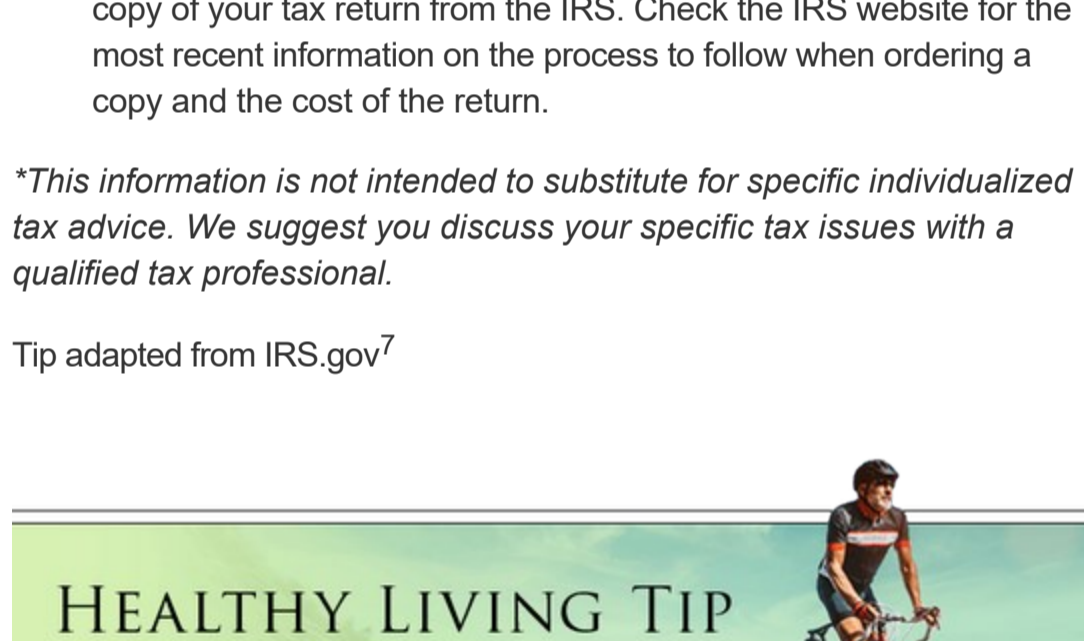 copy of your tax return from the IRS. Check the IRS website for the
most recent information on the process to follow when ordering a
copy and the cost of the return.
*This information is not intended to substitute for specific individualized
tax advice. We suggest you discuss your specific tax issues with a
qualified tax professional.
Tip adapted from IRS.gov7
HEALTHY LIVING TIP